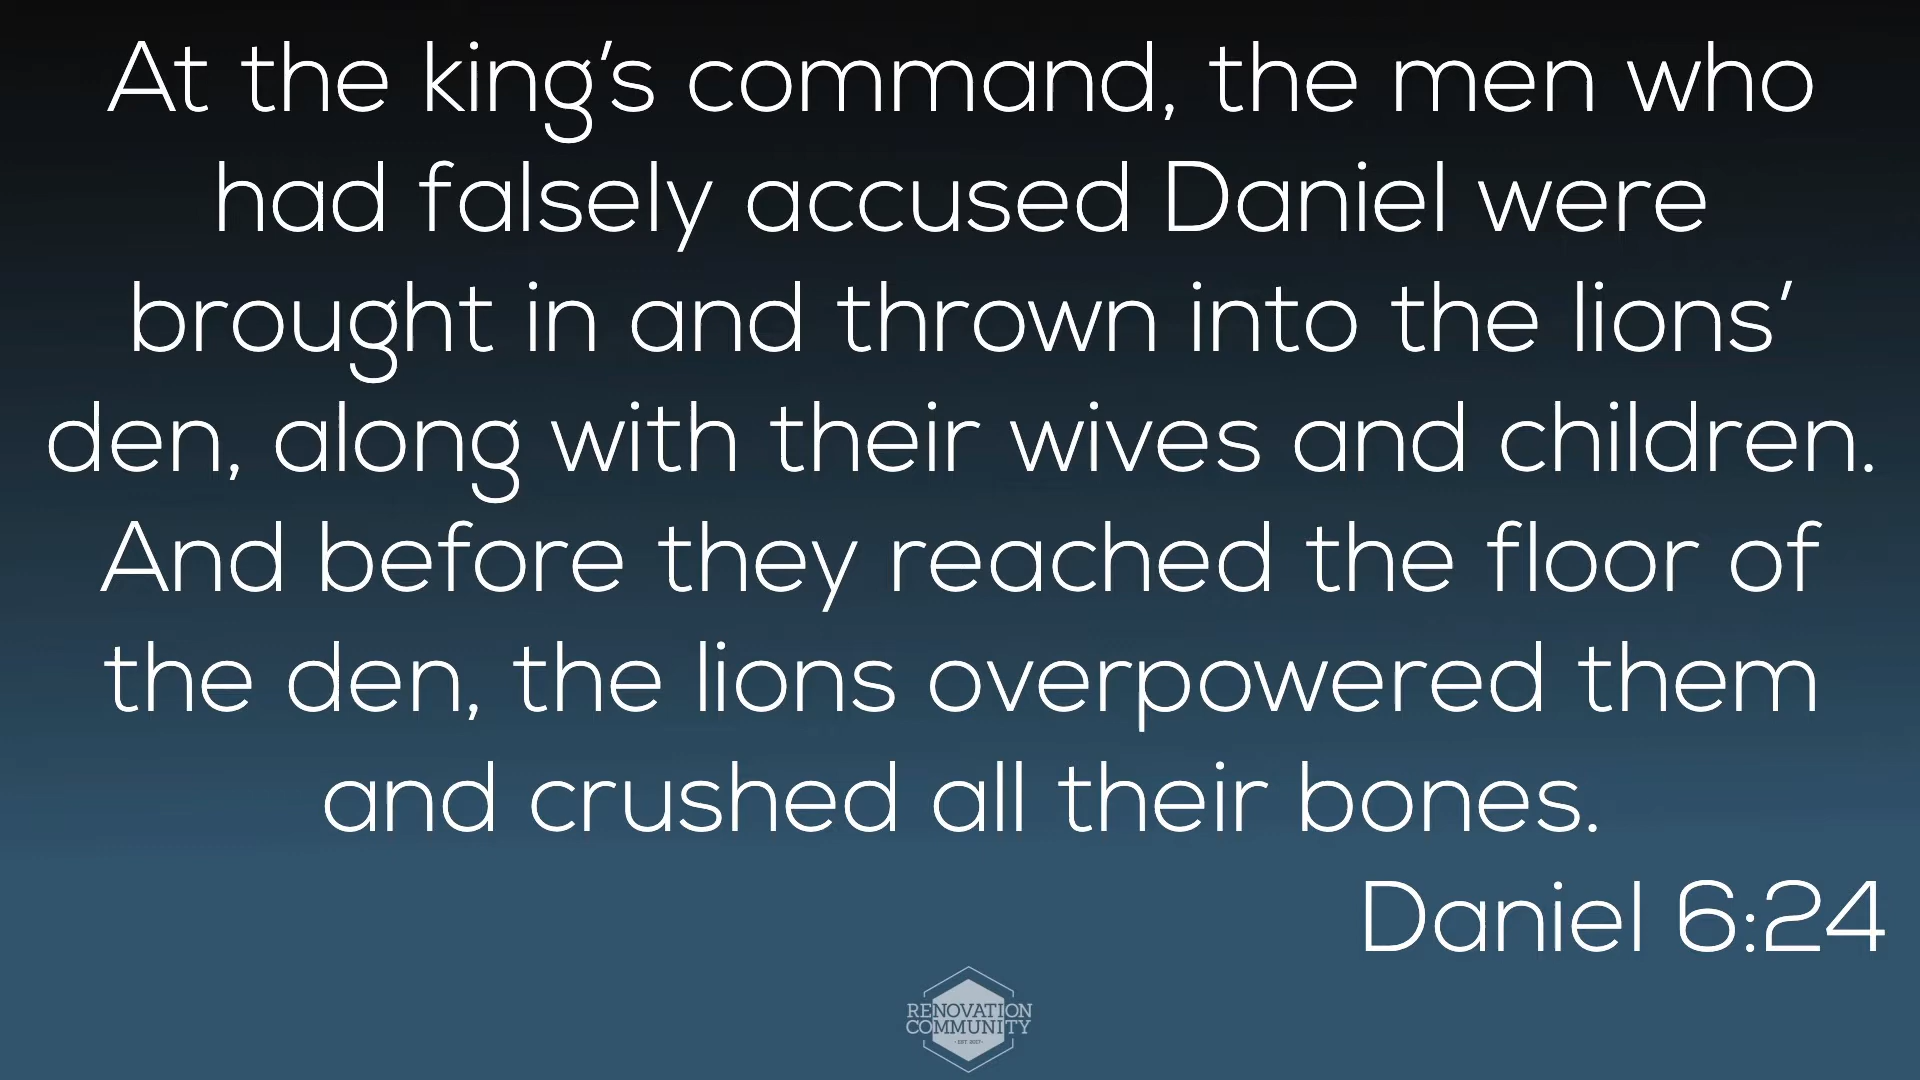 At the king’s command, the men who
had falsely accused Daniel were
brought in and thrown into the lions’
den, along with their wives and children.
And before they reached the floor of
the den, the lions overpowered them
and crushed all their bones.
Daniel 6:24
RENOVATION
COMMUNITY
- EST. 2017 -